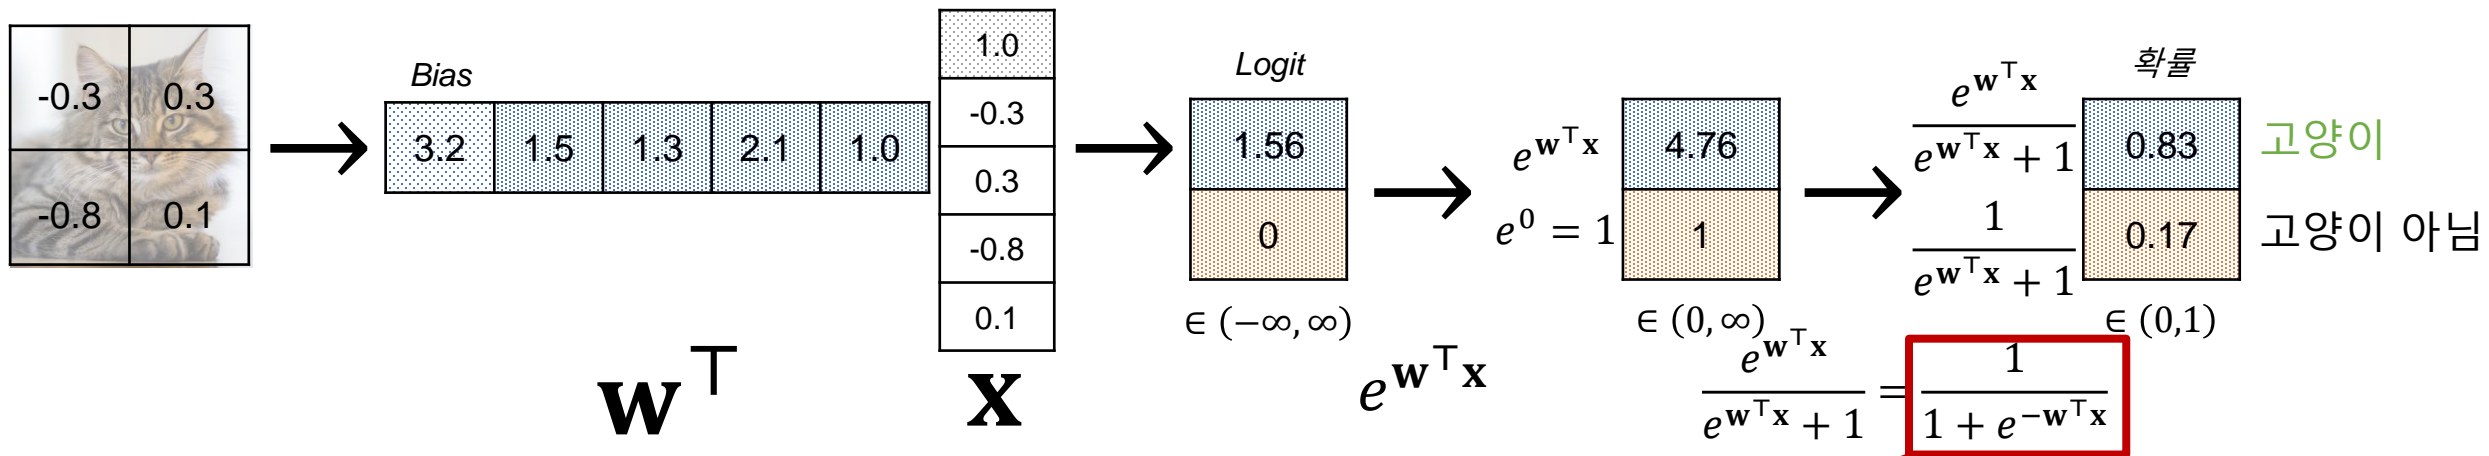 -0.3 0.3
-0.8 0.1
Bias
3.2 1.5 1.3 2.1 1.0
𝐰⊤
1.0
-0.3
0.3
-0.8
0.1
𝐱
Logit
1.56
0
∈ (−∞, ∞)
e^{𝐰⊤𝐱}
e^{𝐰⊤𝐱} 4.76
e^0 = 1 1
∈ (0, ∞)
확률
e^{𝐰⊤𝐱} / (e^{𝐰⊤𝐱} + 1) 0.83 고양이
1 / (e^{𝐰⊤𝐱} + 1) 0.17 고양이 아님
∈ (0,1)
e^{𝐰⊤𝐱} / (e^{𝐰⊤𝐱} + 1) = 1 / (1 + e^{−𝐰⊤𝐱})